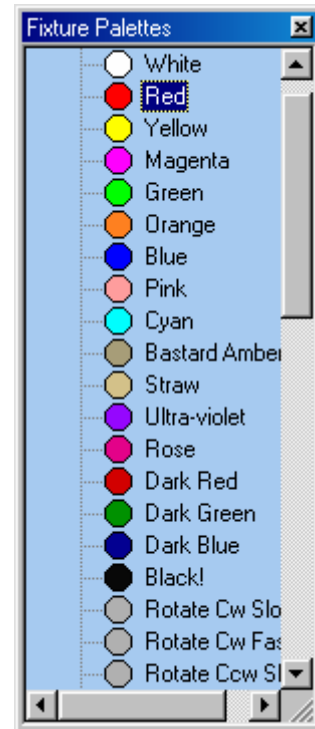 Fixture Palettes
White
Red
Yellow
Magenta
Green
Orange
Blue
Pink
Cyan
Bastard Amber
Straw
Ultra-violet
Rose
Dark Red
Dark Green
Dark Blue
Black!
Rotate Cw Slo
Rotate Cw Fas
Rotate Ccw Sl